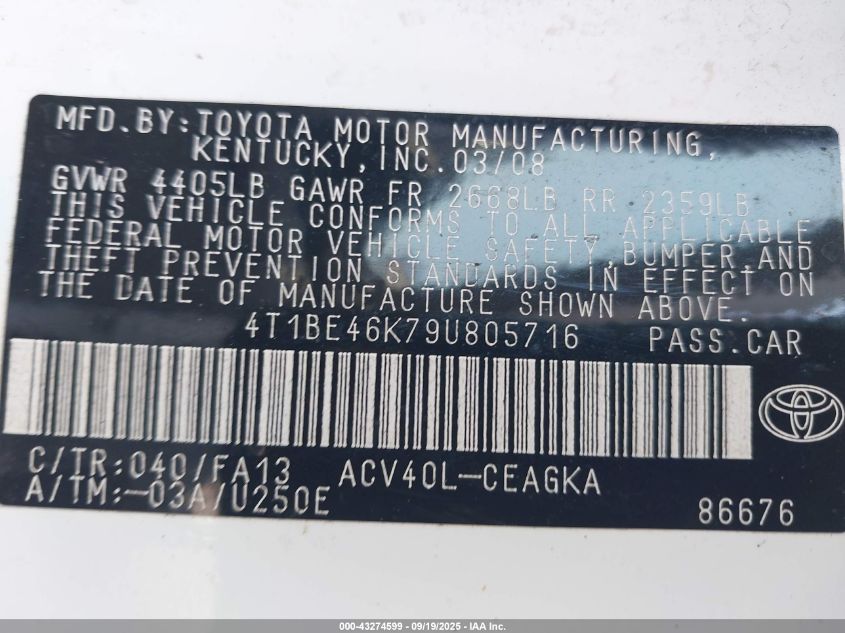 MFD.BY:TOYOTA MOTOR MANUFACTURING,
KENTUCKY,INC.03/08
GVWR 4405LB GAWR FR 2668LB RR 2359LB
THIS VEHICLE CONFORMS TO ALL APPLICABLE
FEDERAL MOTOR VEHICLE SAFETY,BUMPER,AND
THEFT PREVENTION STANDARDS IN EFFECT ON
THE DATE OF MANUFACTURE SHOWN ABOVE.
4T1BE46K79U805716 PASS.CAR
C/TR:040/FA13 ACV40L-CEAGKA
A/TM:-03A/U250E 86676
000-43274599 - 09/19/2025 - IAA Inc.